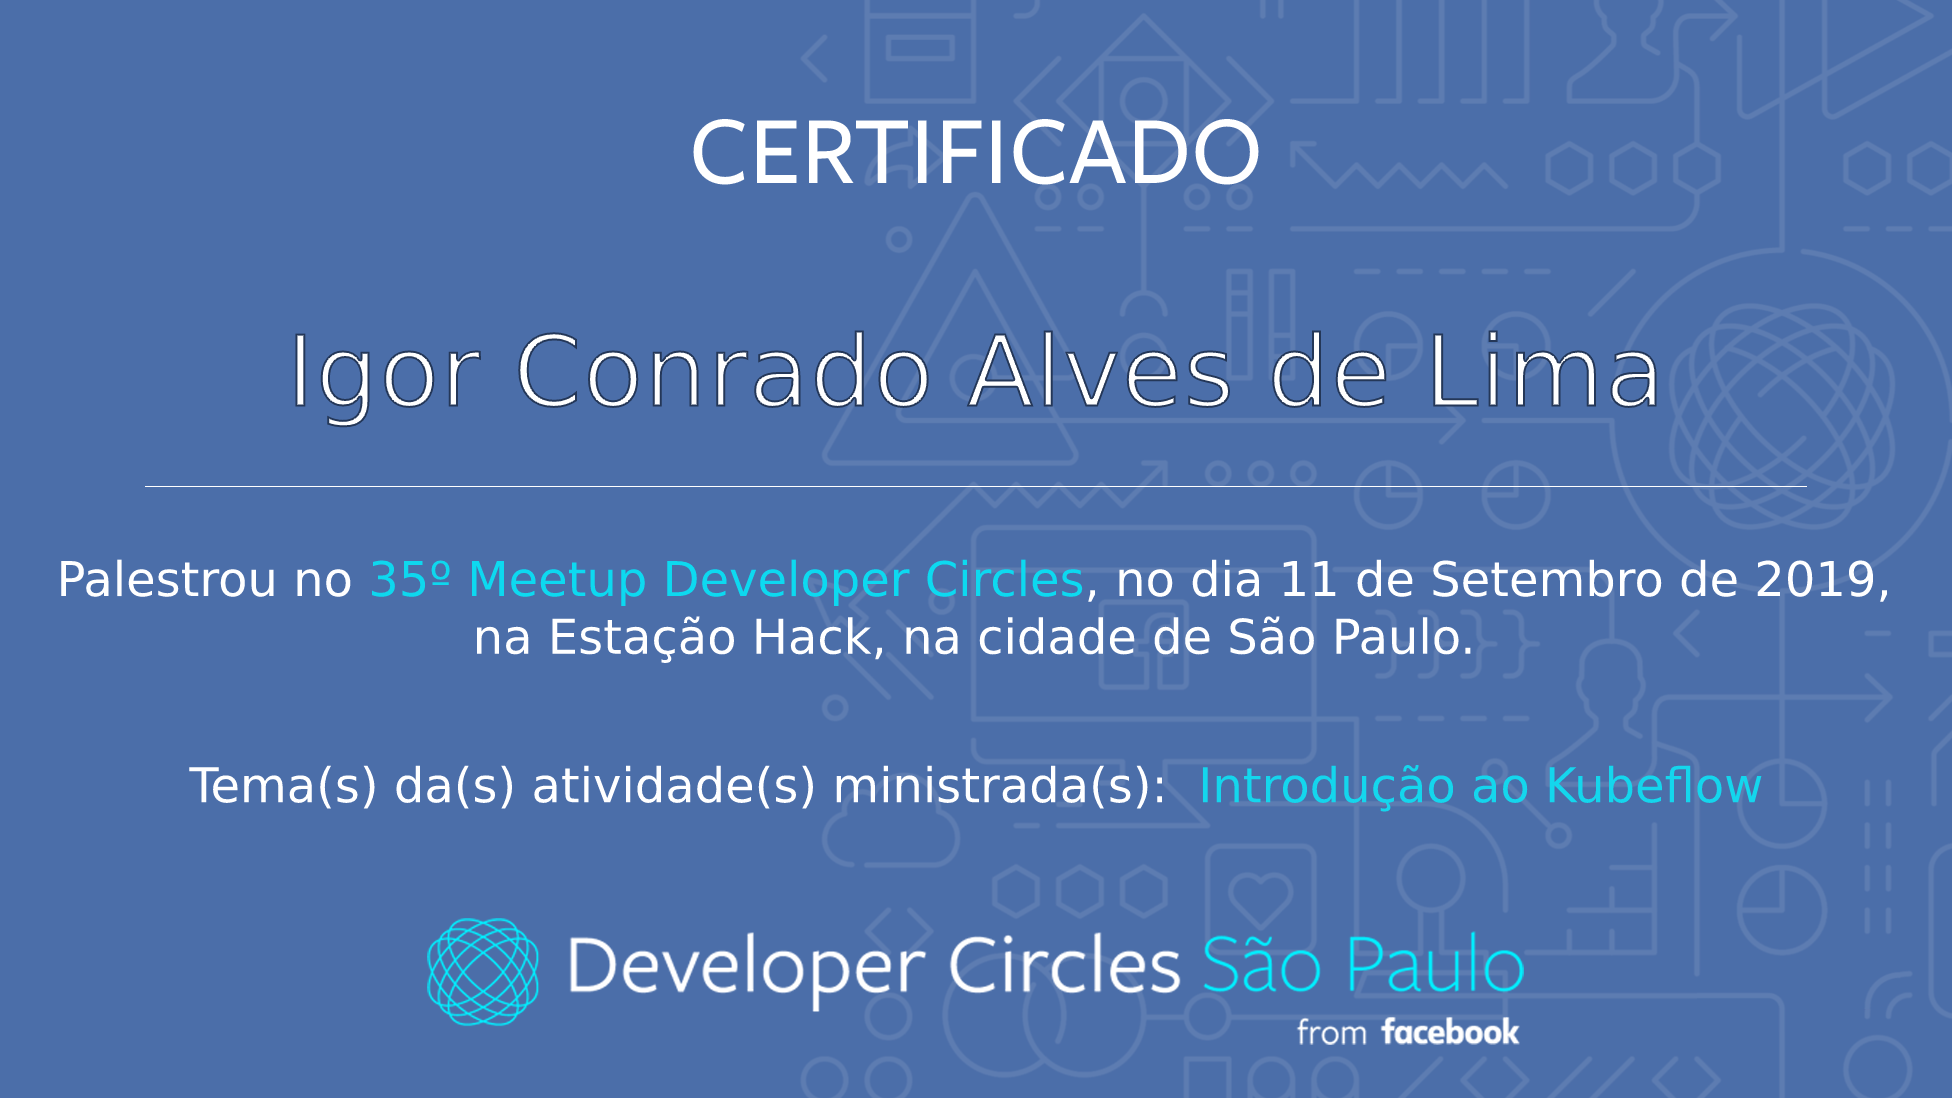 CERTIFICADO
Igor Conrado Alves de Lima
Palestrou no 35º Meetup Developer Circles, no dia 11 de Setembro de 2019,
na Estação Hack, na cidade de São Paulo.
Tema(s) da(s) atividade(s) ministrada(s): Introdução ao Kubeflow
Developer Circles São Paulo
from facebook